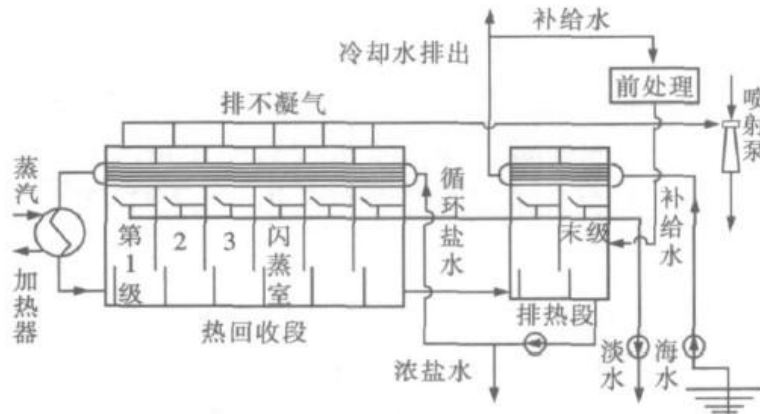 补给水
冷却水排出
前处理
喷射泵
排不凝气
蒸汽
加热器
循环盐水
补给水
第1级
2
3
闪蒸室
末级
热回收段
排热段
浓盐水
淡水
海水